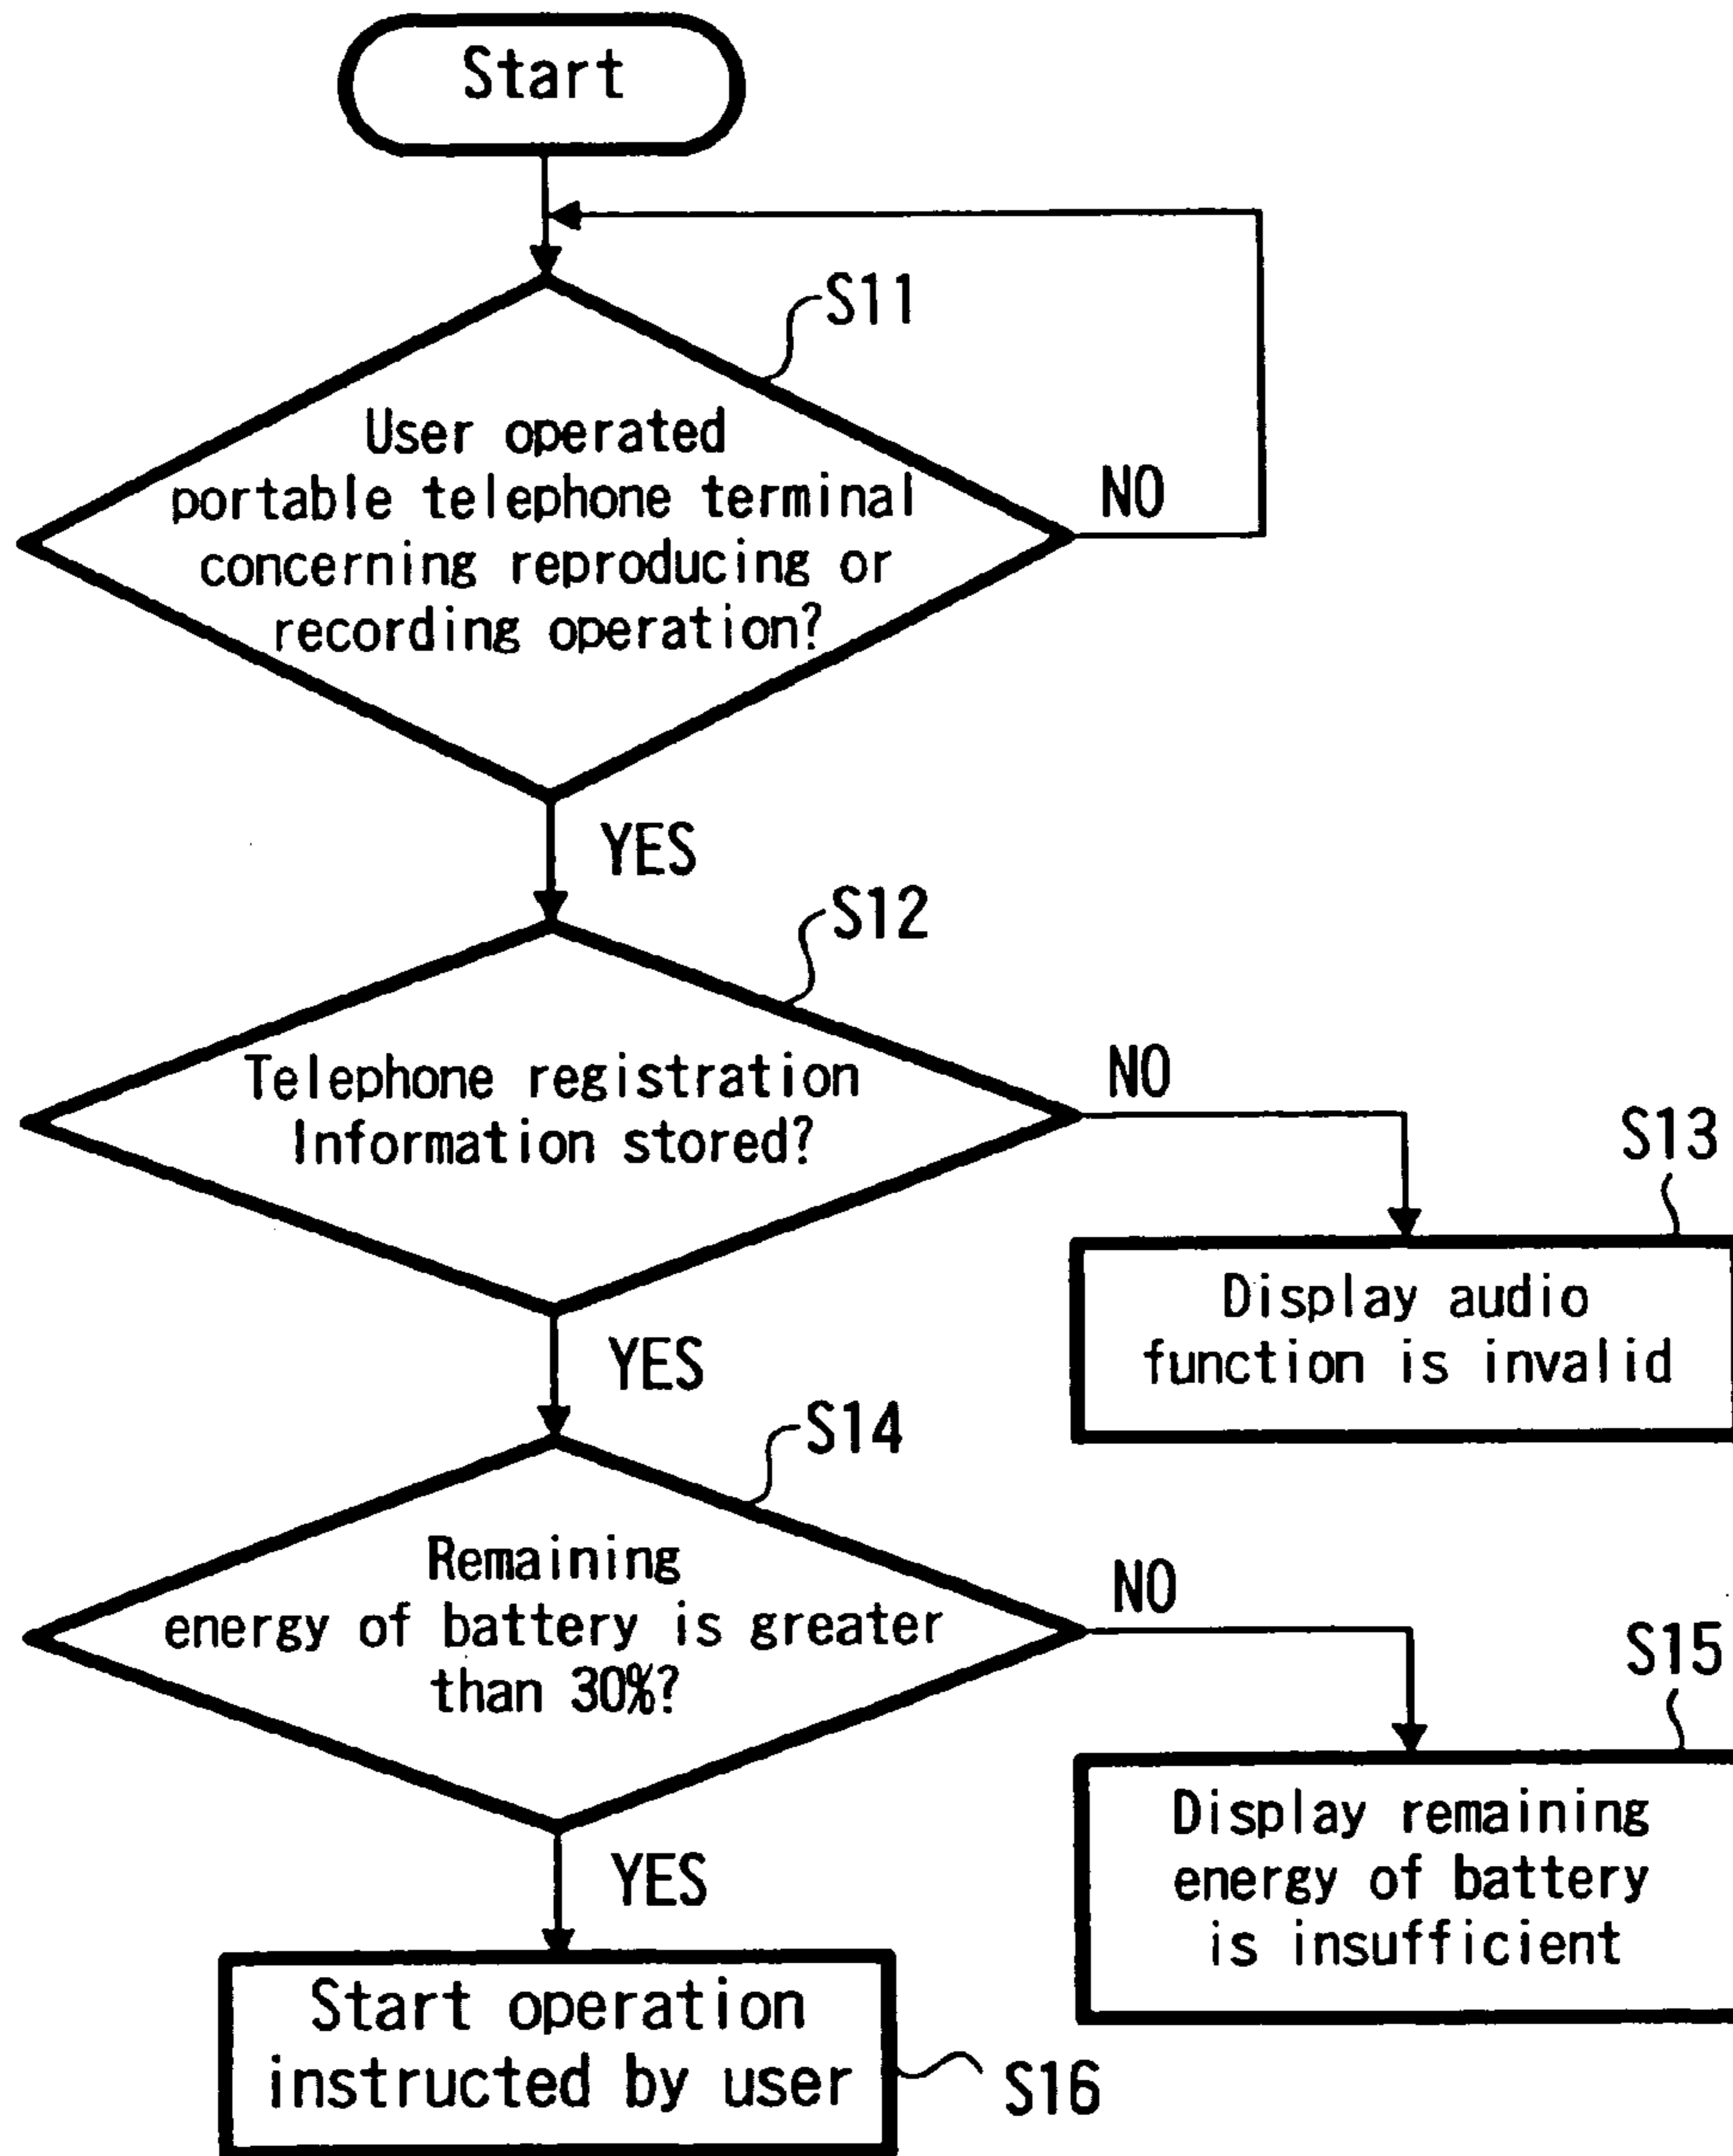 Start
S11
User operated
portable telephone terminal
concerning reproducing or
recording operation?
NO
YES
S12
Telephone registration
Information stored?
NO
S13
Display audio
function is invalid
YES
S14
Remaining
energy of battery is greater
than 30%?
NO
S15
Display remaining
energy of battery
is insufficient
YES
Start operation
instructed by user
S16